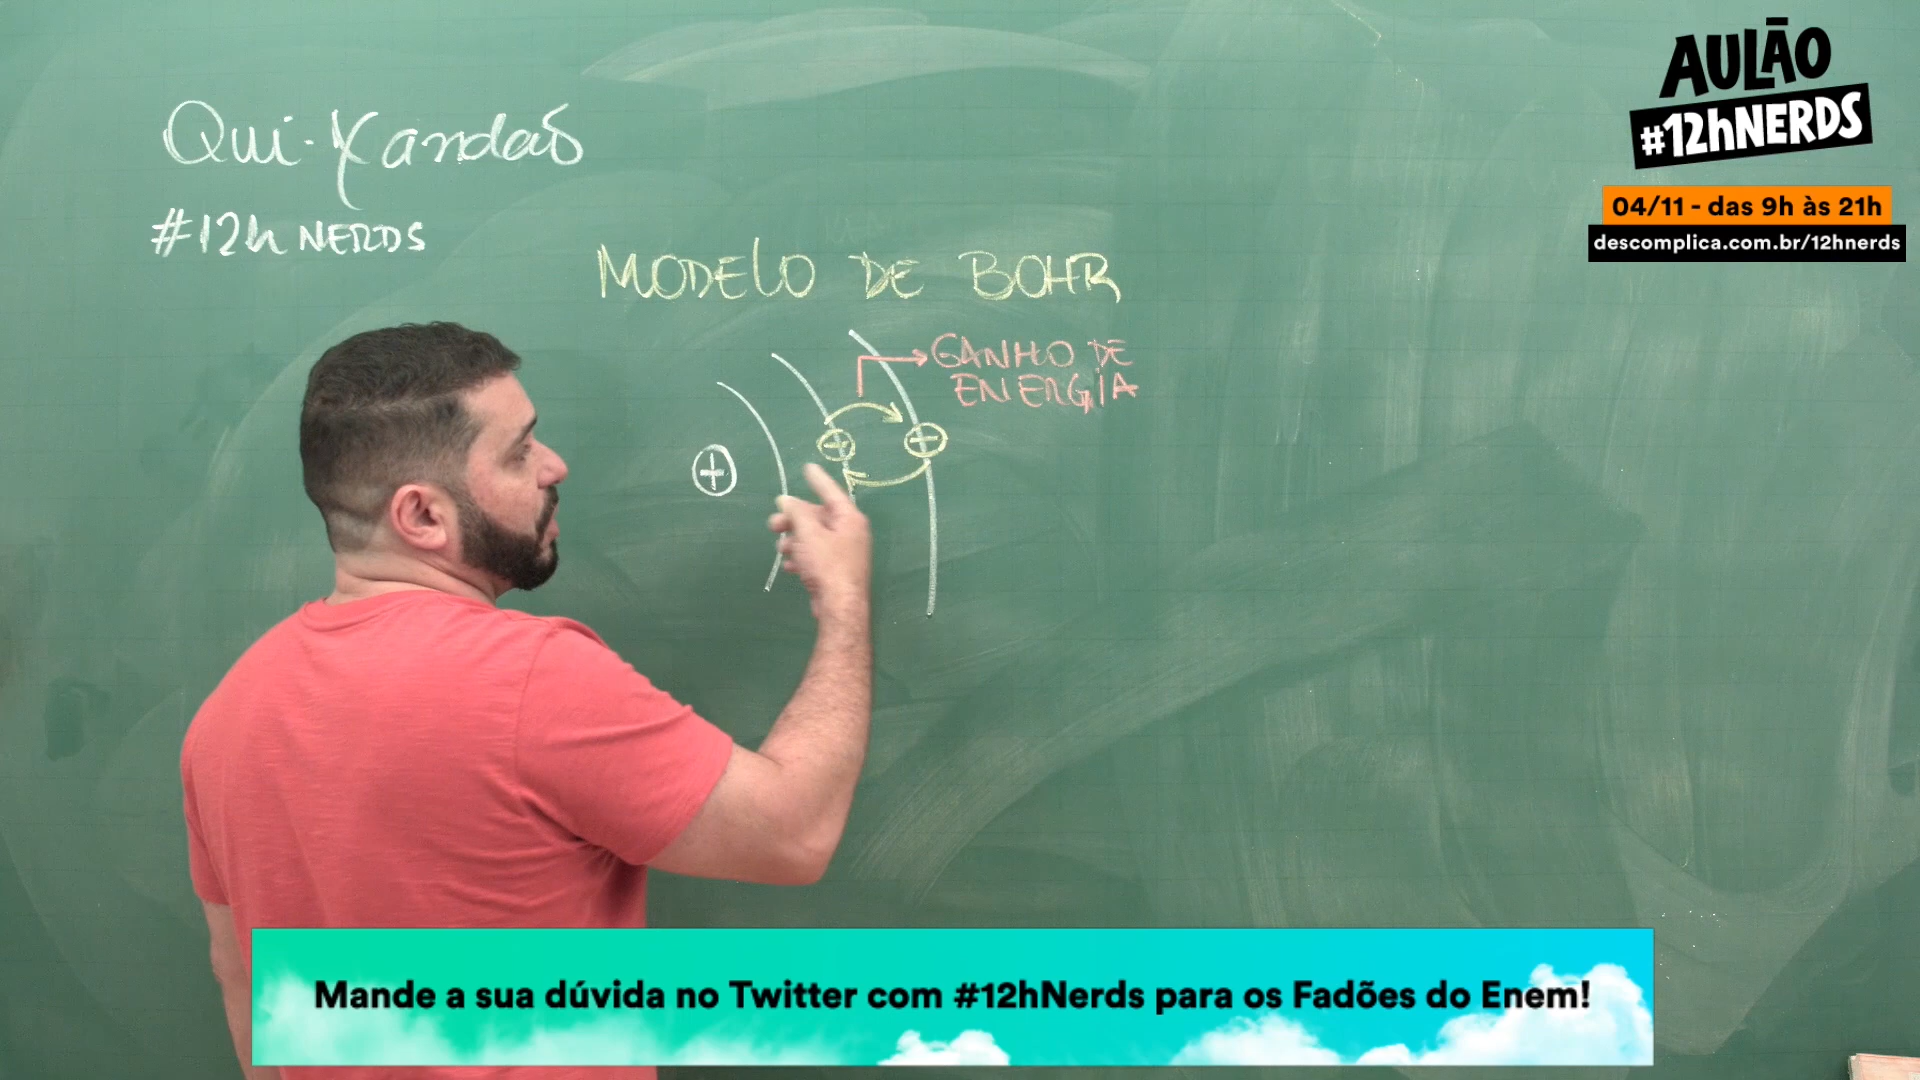 Qui-Xandão
#12h NERDS
MODELO DE BOHR
GANHO DE
ENERGIA
+
-
-
AULÃO
#12hNERDS
04/11 - das 9h às 21h
descomplica.com.br/12hnerds
Mande a sua dúvida no Twitter com #12hNerds para os Fadões do Enem!